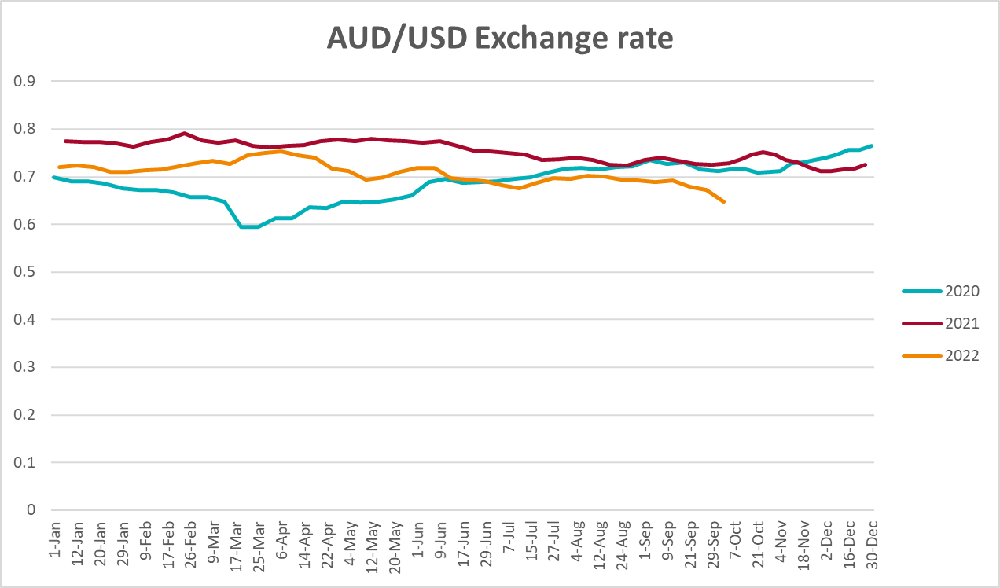 AUD/USD Exchange rate
0.9
0.8
0.7
0.6
0.5
0.4
0.3
0.2
0.1
0
1-Jan
12-Jan
20-Jan
29-Jan
9-Feb
17-Feb
26-Feb
9-Mar
17-Mar
25-Mar
6-Apr
14-Apr
22-Apr
4-May
12-May
20-May
1-Jun
9-Jun
17-Jun
29-Jun
7-Jul
15-Jul
27-Jul
4-Aug
12-Aug
24-Aug
1-Sep
9-Sep
21-Sep
29-Sep
7-Oct
21-Oct
4-Nov
18-Nov
2-Dec
16-Dec
30-Dec
2020
2021
2022